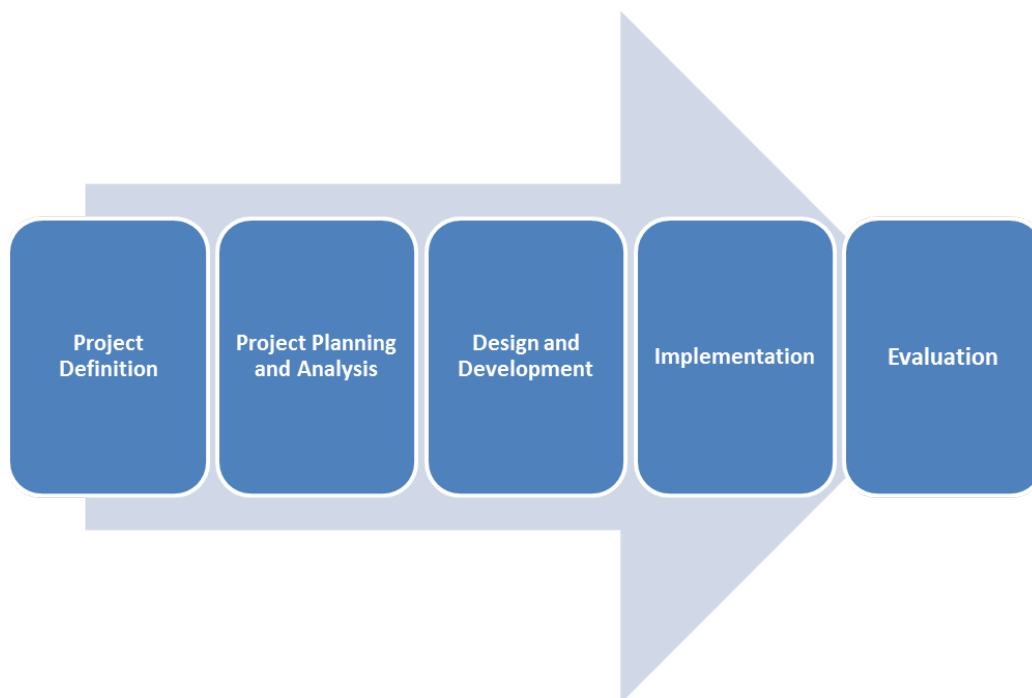 Project
Definition
Project Planning
and Analysis
Design and
Development
Implementation
Evaluation